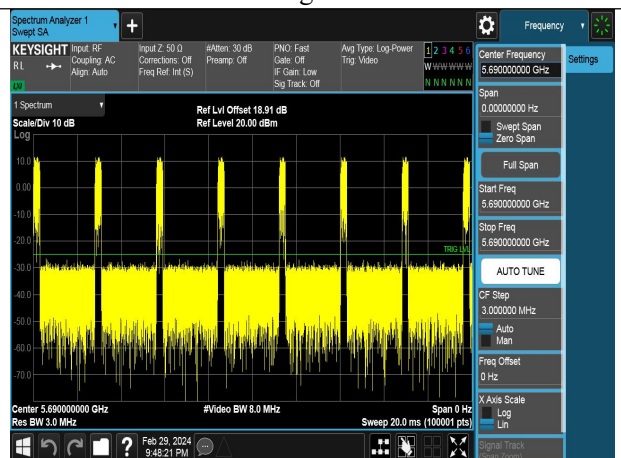 Spectrum Analyzer 1
Swept SA
Frequency
KEYSIGHT
RL
LXI
Input: RF
Coupling: AC
Align: Auto
Input Z: 50 Ω
Corrections: Off
Freq Ref: Int (S)
#Atten: 30 dB
Preamp: Off
PNO: Fast
Gate: Off
IF Gain: Low
Sig Track: Off
Avg Type: Log-Power
Trig: Video
1 2 3 4 5 6
W W W W W W
N N N N N N
Center Frequency
5.690000000 GHz
Settings
Span
0.00000000 Hz
Swept Span
Zero Span
Full Span
Start Freq
5.690000000 GHz
Stop Freq
5.690000000 GHz
AUTO TUNE
CF Step
3.000000 MHz
Auto
Man
Freq Offset
0 Hz
X Axis Scale
Log
Lin
Signal Track
(Span Zoom)
1 Spectrum
Scale/Div 10 dB
Log
Ref Lvl Offset 18.91 dB
Ref Level 20.00 dBm
10.0
0.00
-10.0
-20.0
TRIG LVL
-30.0
-40.0
-50.0
-60.0
-70.0
Center 5.690000000 GHz
Res BW 3.0 MHz
#Video BW 8.0 MHz
Span 0 Hz
Sweep 20.0 ms (100001 pts)
?
Feb 29, 2024
9:48:21 PM